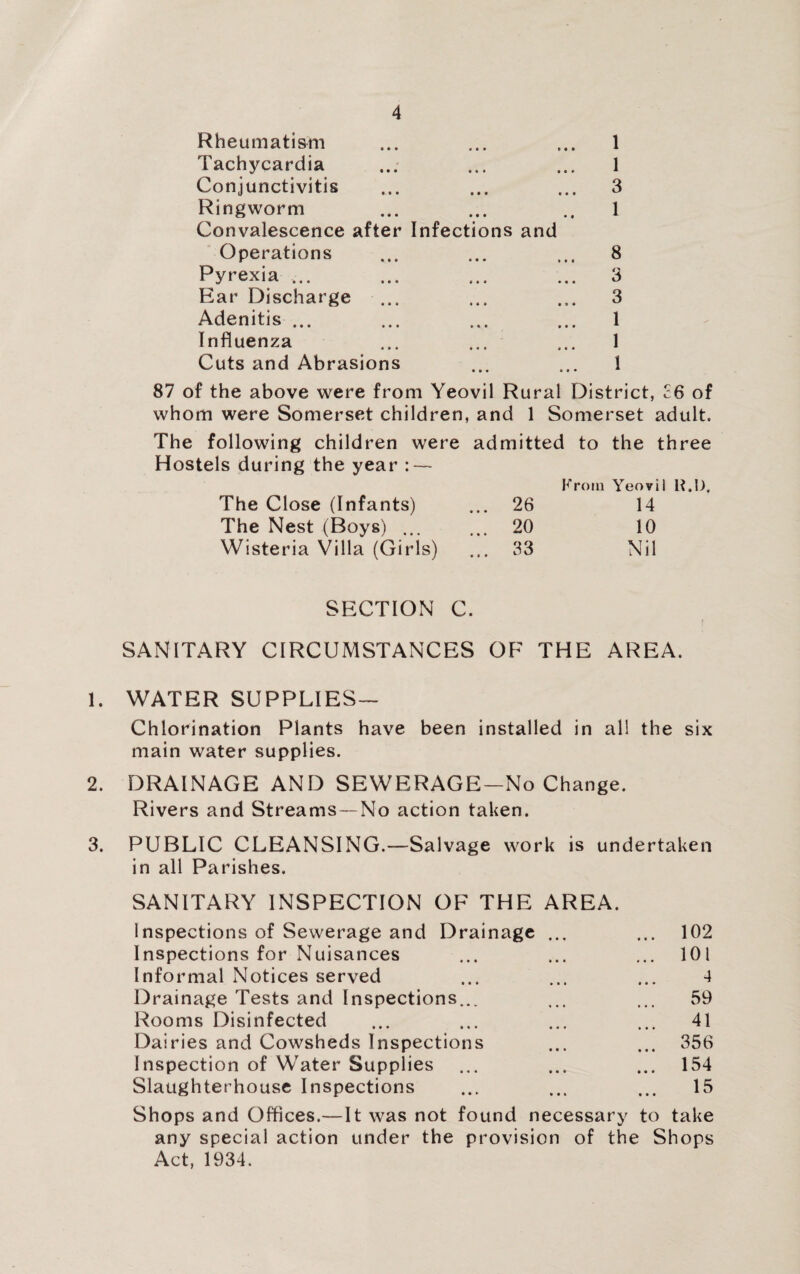 4
Rheumatism ... ... ... 1
Tachycardia ... ... ... 1
Conjunctivitis ... ... ... 3
Ringworm ... ... .. 1
Convalescence after Infections and
Operations ... ... ... 8
Pyrexia ... ... ... ... 3
Ear Discharge ... ... ... 3
Adenitis ... ... ... ... 1
Influenza ... ... ... 1
Cuts and Abrasions ... ... 1
87 of the above were from Yeovil Rural District, 86 of
whom were Somerset children, and 1 Somerset adult.
The following children were admitted to the three
Hostels during the year : —
From Yeovil R.D.
The Close (Infants) ... 26 14
The Nest (Boys) ... ... 20 10
Wisteria Villa (Girls) ... 33 Nil
SECTION C.
SANITARY CIRCUMSTANCES OF THE AREA.
1. WATER SUPPLIES—
Chlorination Plants have been installed in all the six
main water supplies.
2. DRAINAGE AND SEWERAGE—No Change.
Rivers and Streams—No action taken.
3. PUBLIC CLEANSING.—Salvage work is undertaken
in all Parishes.
SANITARY INSPECTION OF THE AREA.
Inspections of Sewerage and Drainage ... ... 102
Inspections for Nuisances ... ... ... 101
Informal Notices served ... ... ... 4
Drainage Tests and Inspections... ... ... 59
Rooms Disinfected ... ... ... ... 41
Dairies and Cowsheds Inspections ... ... 356
Inspection of Water Supplies ... ... ... 154
Slaughterhouse Inspections ... ... ... 15
Shops and Offices.—It was not found necessary to take
any special action under the provision of the Shops
Act, 1934.